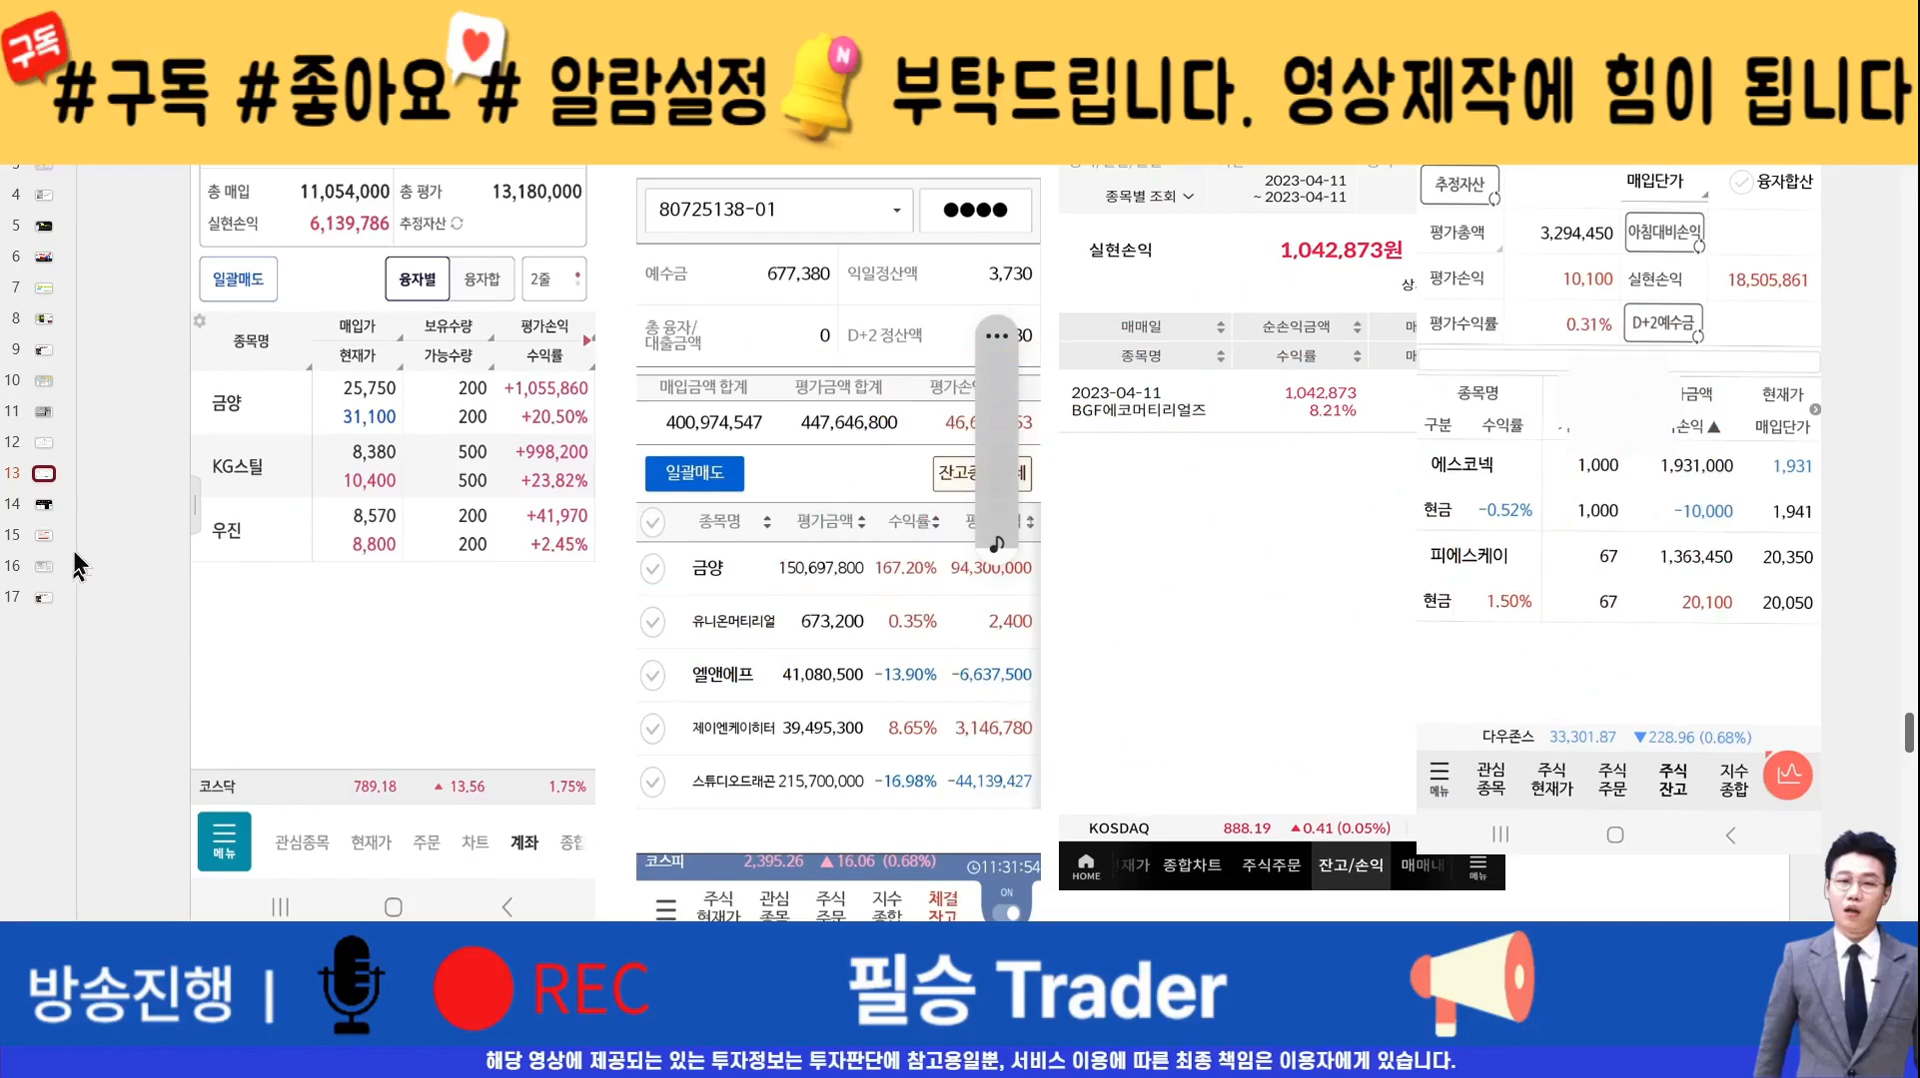 구독
#구독 #좋아요 # 알람설정 N 부탁드립니다. 영상제작에 힘이 됩니다
4
5
6
7
8
9
10
11
12
13
14
15
16
17
총 매입 11,054,000 총 평가 13,180,000
실현손익 6,139,786 추정자산
일괄매도 융자별 융자합 2줄
종목명 매입가 보유수량 평가손익
현재가 가능수량 수익률
금양 25,750 200 +1,055,860
31,100 200 +20.50%
KG스틸 8,380 500 +998,200
10,400 500 +23.82%
우진 8,570 200 +41,970
8,800 200 +2.45%
코스닥 789.18 ▲ 13.56 1.75%
메뉴 관심종목 현재가 주문 차트 계좌 종합
80725138-01 ●●●●
예수금 677,380 익일정산액 3,730
총 융자/
대출금액 0 D+2 정산액
매입금액 합계 평가금액 합계
400,974,547 447,646,800
일괄매도
종목명 평가금액 수익률
금양 150,697,800 167.20% 94,300,000
유니온머티리얼 673,200 0.35% 2,400
엘앤에프 41,080,500 -13.90% -6,637,500
제이엔케이히터 39,495,300 8.65% 3,146,780
스튜디오드래곤 215,700,000 -16.98% -44,139,427
코스피 2,395.26 ▲ 16.06 (0.68%) 11:31:54
주식 관심 주식 지수 체결 ON
현재가 종목 주문 종합 잔고
종목별 조회 2023-04-11
~ 2023-04-11
실현손익 1,042,873원
매매일 순손익금액
종목명 수익률
2023-04-11 1,042,873
BGF에코머티리얼즈 8.21%
KOSDAQ 888.19 ▲0.41 (0.05%)
HOME 재가 종합차트 주식주문 잔고/손익 매매내 메뉴
추정자산 매입단가 융자합산
평가총액 3,294,450 아침대비손익
평가손익 10,100 실현손익 18,505,861
평가수익률 0.31% D+2예수금
종목명 금액 현재가
구분 수익률 손익▲ 매입단가
에스코넥 1,000 1,931,000 1,931
현금 -0.52% 1,000 -10,000 1,941
피에스케이 67 1,363,450 20,350
현금 1.50% 67 20,100 20,050
다우존스 33,301.87 ▼228.96 (0.68%)
메뉴 관심 주식 주식 주식 지수
종목 현재가 주문 잔고 종합
방송진행 | REC 필승 Trader
해당 영상에 제공되는 있는 투자정보는 투자판단에 참고용일뿐, 서비스 이용에 따른 최종 책임은 이용자에게 있습니다.